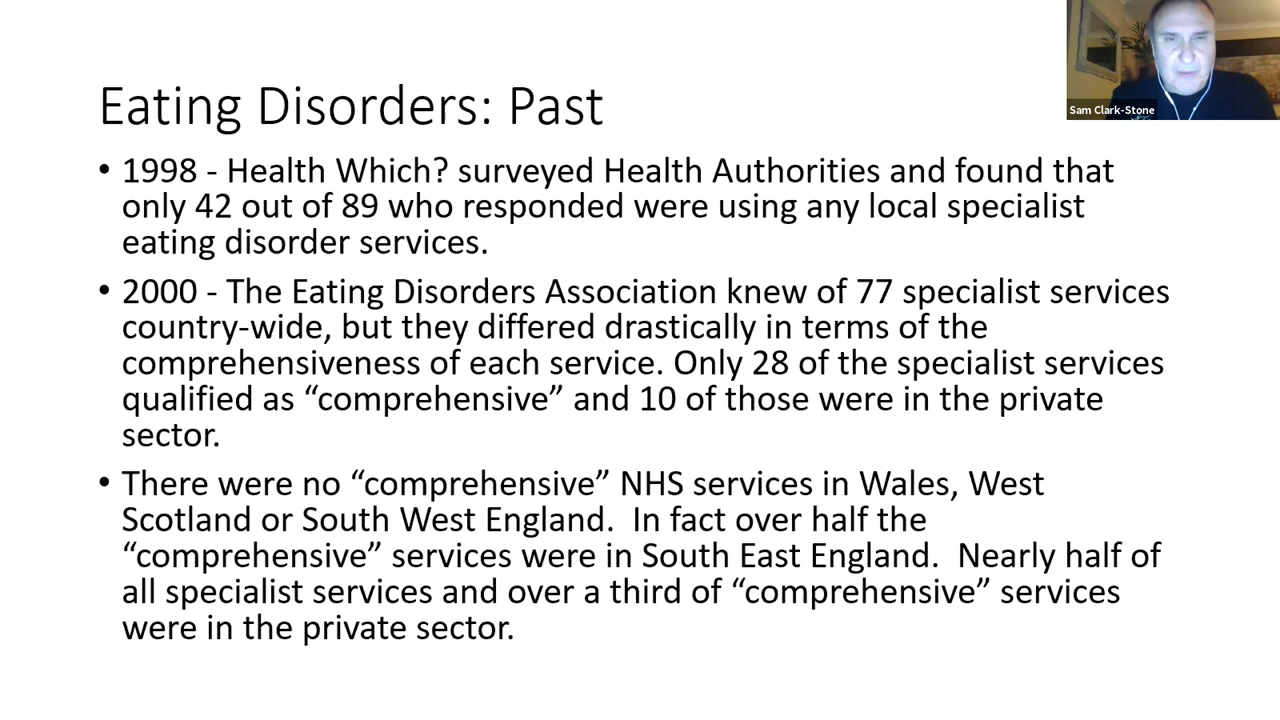 Sam Clark-Stone
Eating Disorders: Past
• 1998 - Health Which? surveyed Health Authorities and found that
only 42 out of 89 who responded were using any local specialist
eating disorder services.
• 2000 - The Eating Disorders Association knew of 77 specialist services
country-wide, but they differed drastically in terms of the
comprehensiveness of each service. Only 28 of the specialist services
qualified as “comprehensive” and 10 of those were in the private
sector.
• There were no “comprehensive” NHS services in Wales, West
Scotland or South West England.  In fact over half the
“comprehensive” services were in South East England.  Nearly half of
all specialist services and over a third of “comprehensive” services
were in the private sector.